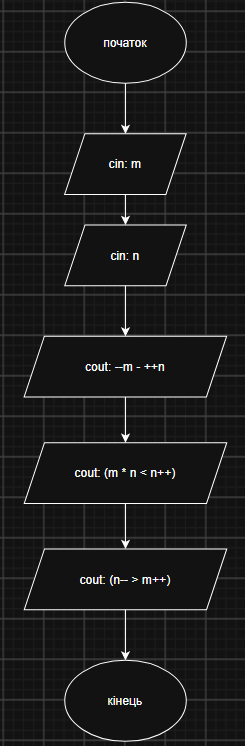 початок
cin: m
cin: n
cout: --m - ++n
cout: (m * n < n++)
cout: (n-- > m++)
кінець